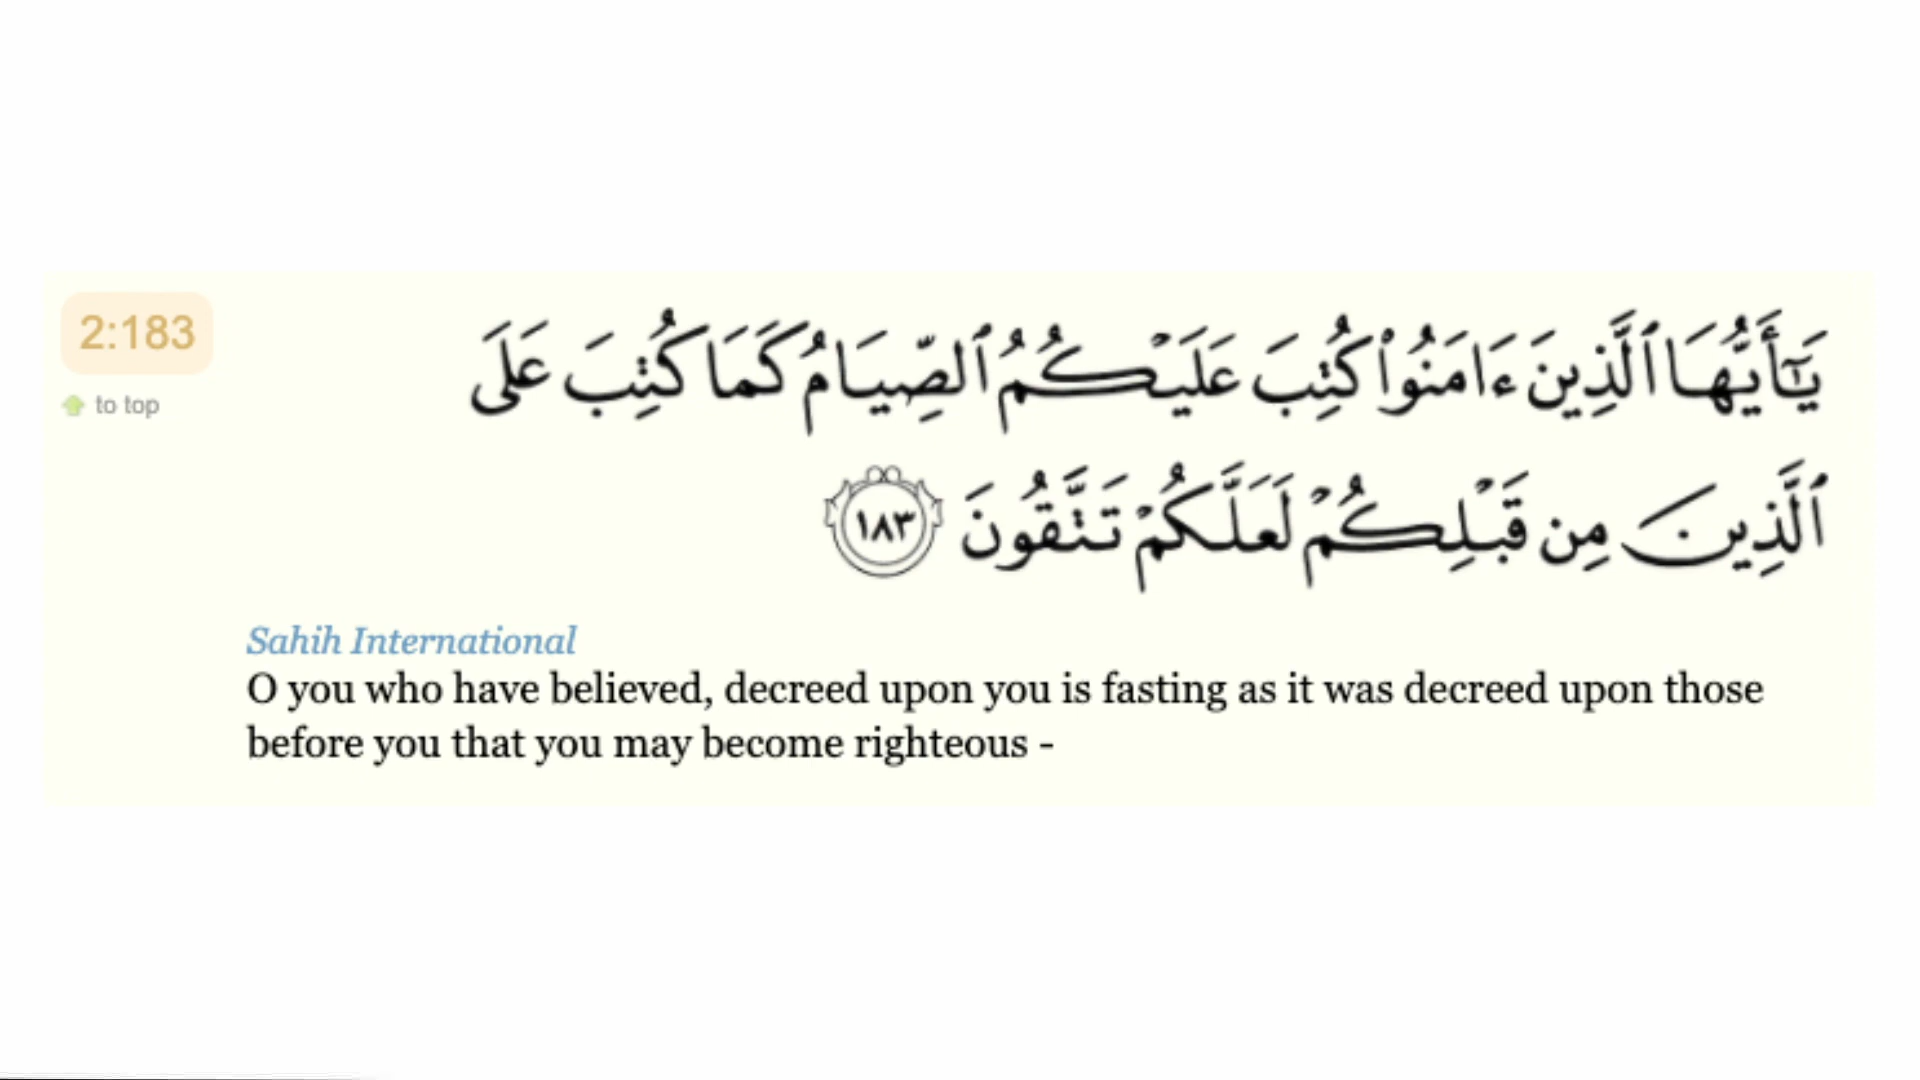 2:183
to top
يَـٰٓأَيُّهَا ٱلَّذِينَ ءَامَنُوا۟ كُتِبَ عَلَيْكُمُ ٱلصِّيَامُ كَمَا كُتِبَ عَلَى
ٱلَّذِينَ مِن قَبْلِكُمْ لَعَلَّكُمْ تَتَّقُونَ ١٨٣
Sahih International
O you who have believed, decreed upon you is fasting as it was decreed upon those
before you that you may become righteous -